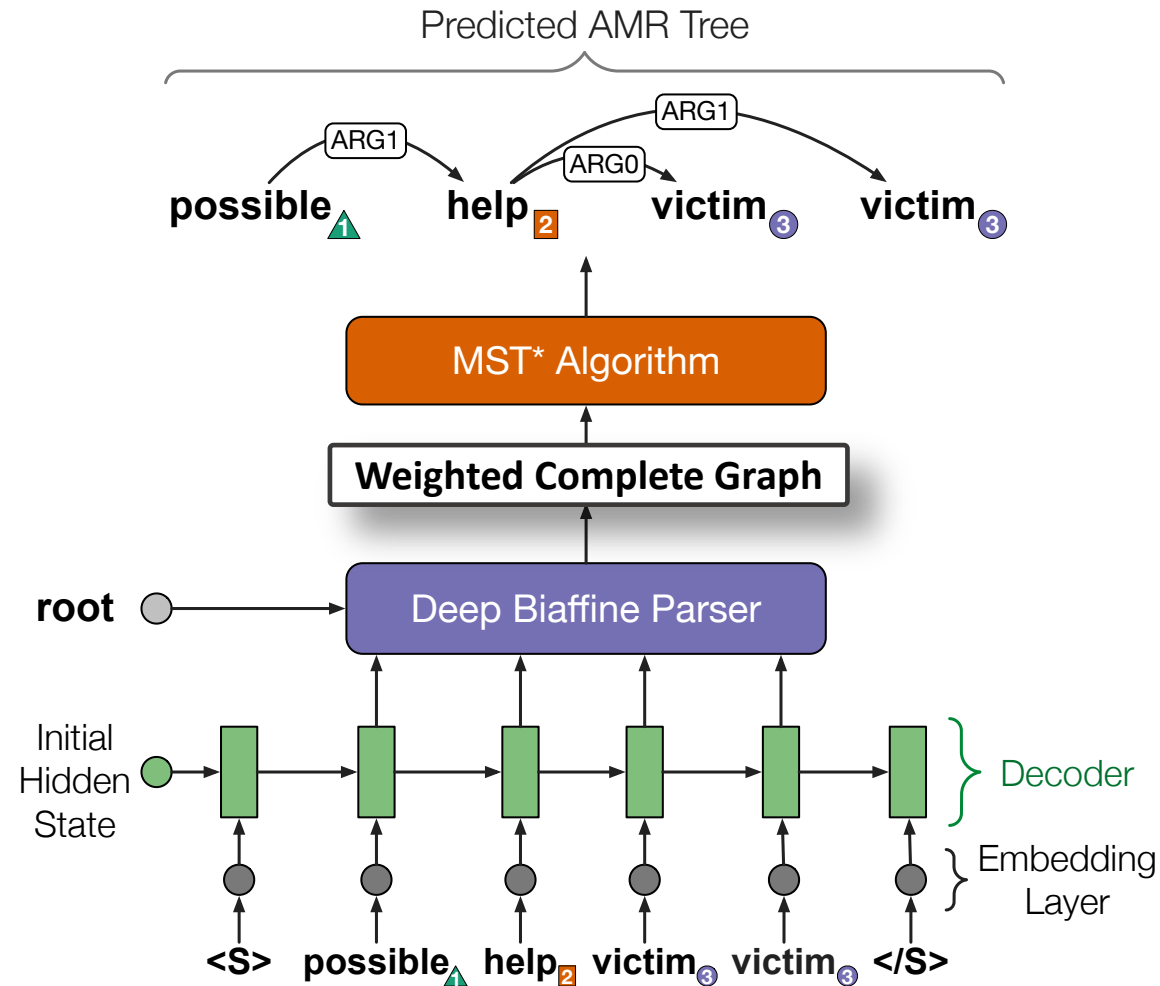 Predicted AMR Tree
ARG1
ARG1
ARG0
possible 1 help 2 victim 3 victim 3
MST* Algorithm
Weighted Complete Graph
root
Deep Biaffine Parser
Initial
Hidden
State
Decoder
Embedding
Layer
<S> possible 1 help 2 victim 3 victim 3 </S>